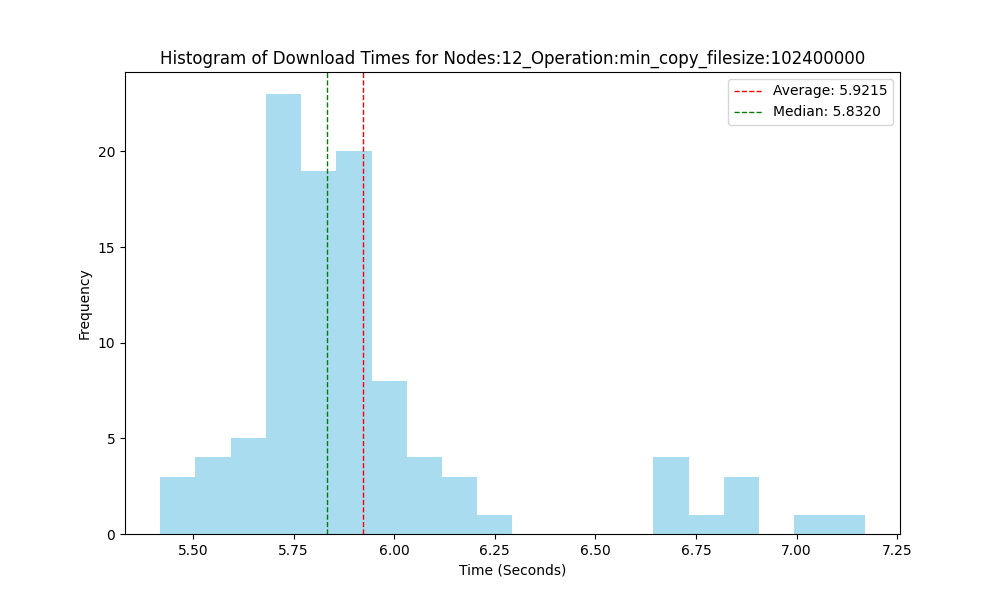 Histogram of Download Times for Nodes:12_Operation:min_copy_filesize:102400000
Average: 5.9215
Median: 5.8320
20
15
10
5
0
Frequency
5.50 5.75 6.00 6.25 6.50 6.75 7.00 7.25
Time (Seconds)